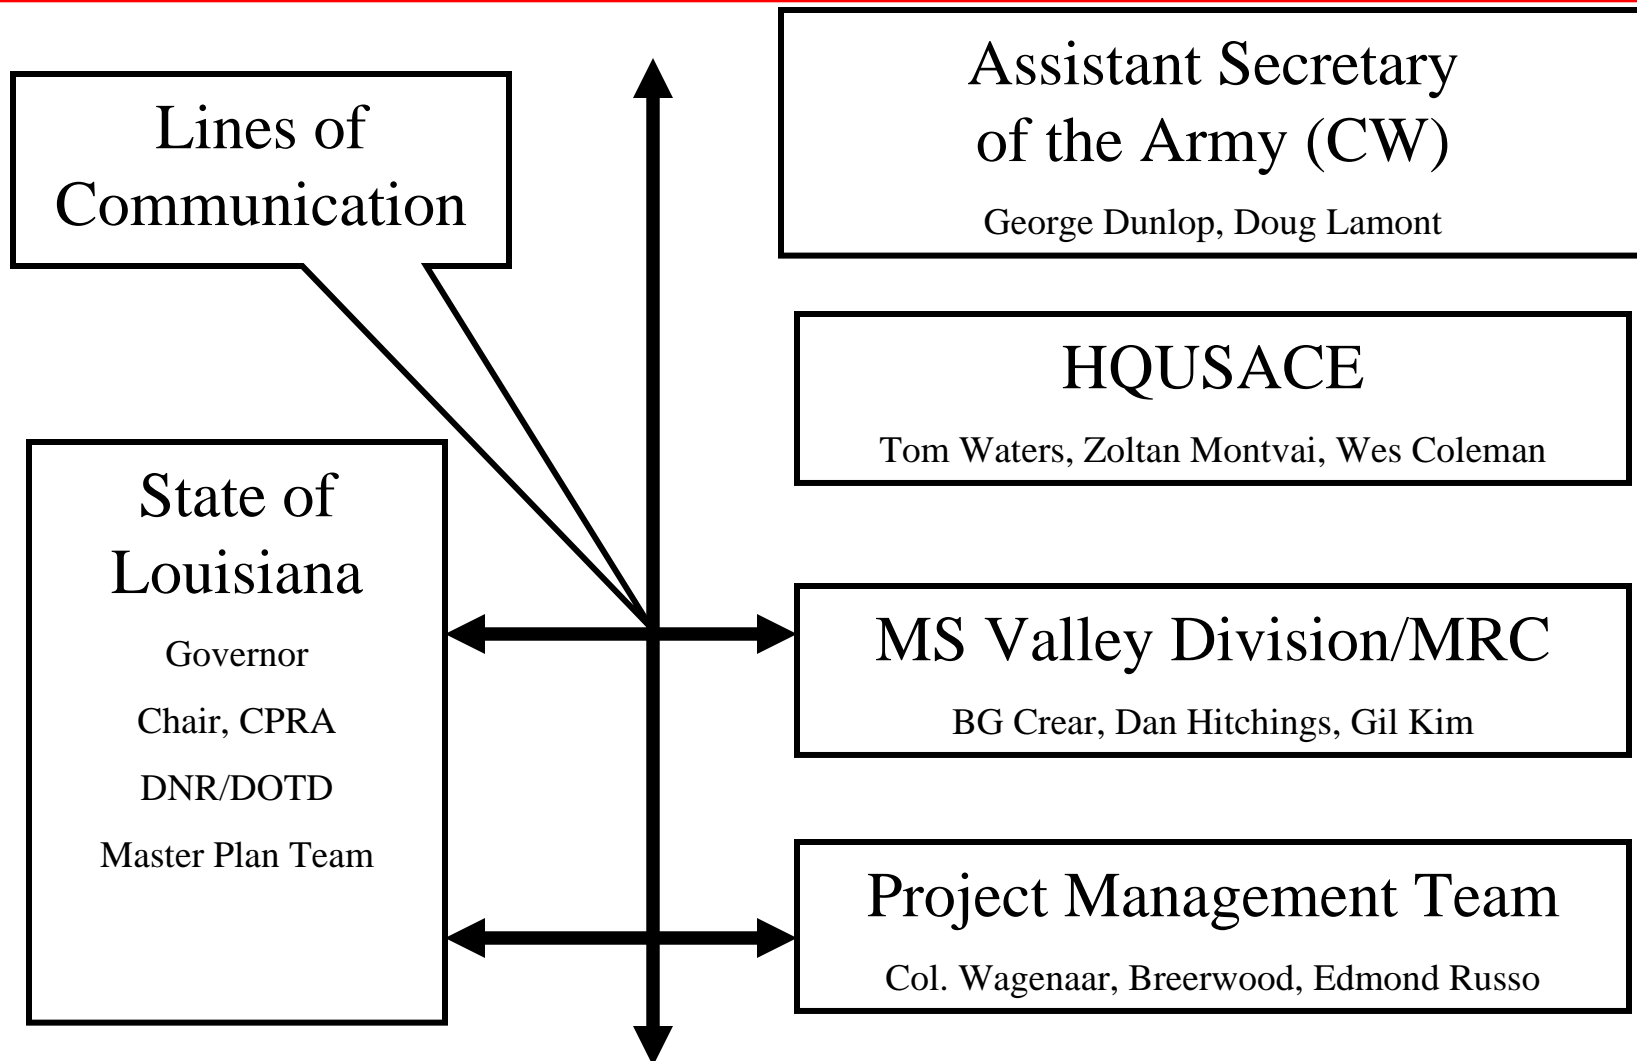 Lines of
Communication
Assistant Secretary
of the Army (CW)
George Dunlop, Doug Lamont
HQUSACE
Tom Waters, Zoltan Montvai, Wes Coleman
State of
Louisiana
Governor
Chair, CPRA
DNR/DOTD
Master Plan Team
MS Valley Division/MRC
BG Crear, Dan Hitchings, Gil Kim
Project Management Team
Col. Wagenaar, Breerwood, Edmond Russo